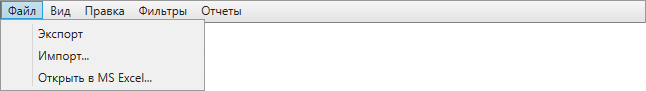 Файл Вид Правка Фильтры Отчеты
Экспорт
Импорт...
Открыть в MS Excel...